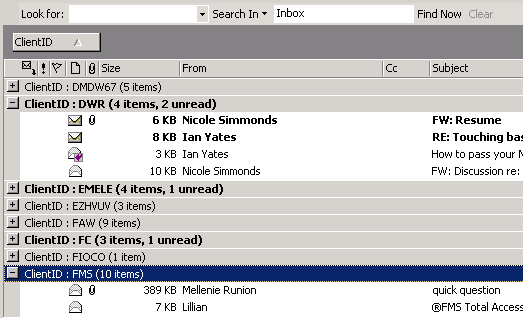 Look for: Search In ▾ Inbox Find Now Clear
ClientID
! Size From Cc Subject
ClientID : DMDW67 (5 items)
ClientID : DWR (4 items, 2 unread)
6 KB Nicole Simmonds FW: Resume
8 KB Ian Yates RE: Touching bas
3 KB Ian Yates How to pass your M
10 KB Nicole Simmonds FW: Discussion re:
ClientID : EMELE (4 items, 1 unread)
ClientID : EZHVUV (3 items)
ClientID : FAW (9 items)
ClientID : FC (3 items, 1 unread)
ClientID : FIOCO (1 item)
ClientID : FMS (10 items)
389 KB Mellenie Runion quick question
7 KB Lillian ®FMS Total Access